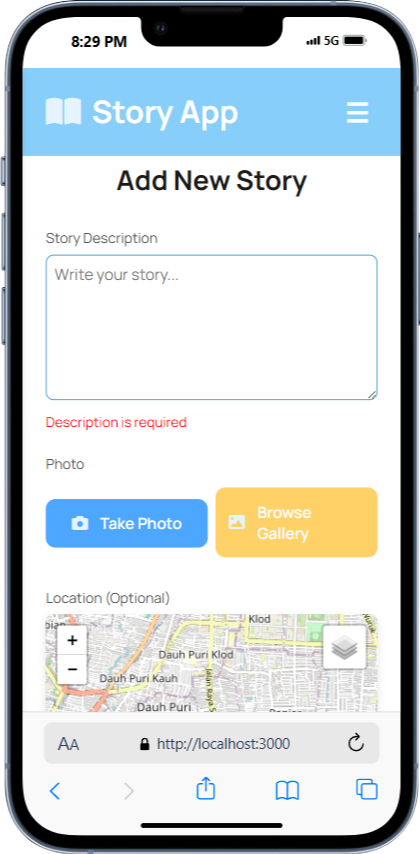 8:29 PM
5G
Story App
Add New Story
Story Description
Write your story...
Description is required
Photo
Take Photo
Browse
Gallery
Location (Optional)
Klod
+
Dauh Puri Klod
−
Dauh Puri Kauh
Dauh Puri
AA
http://localhost:3000